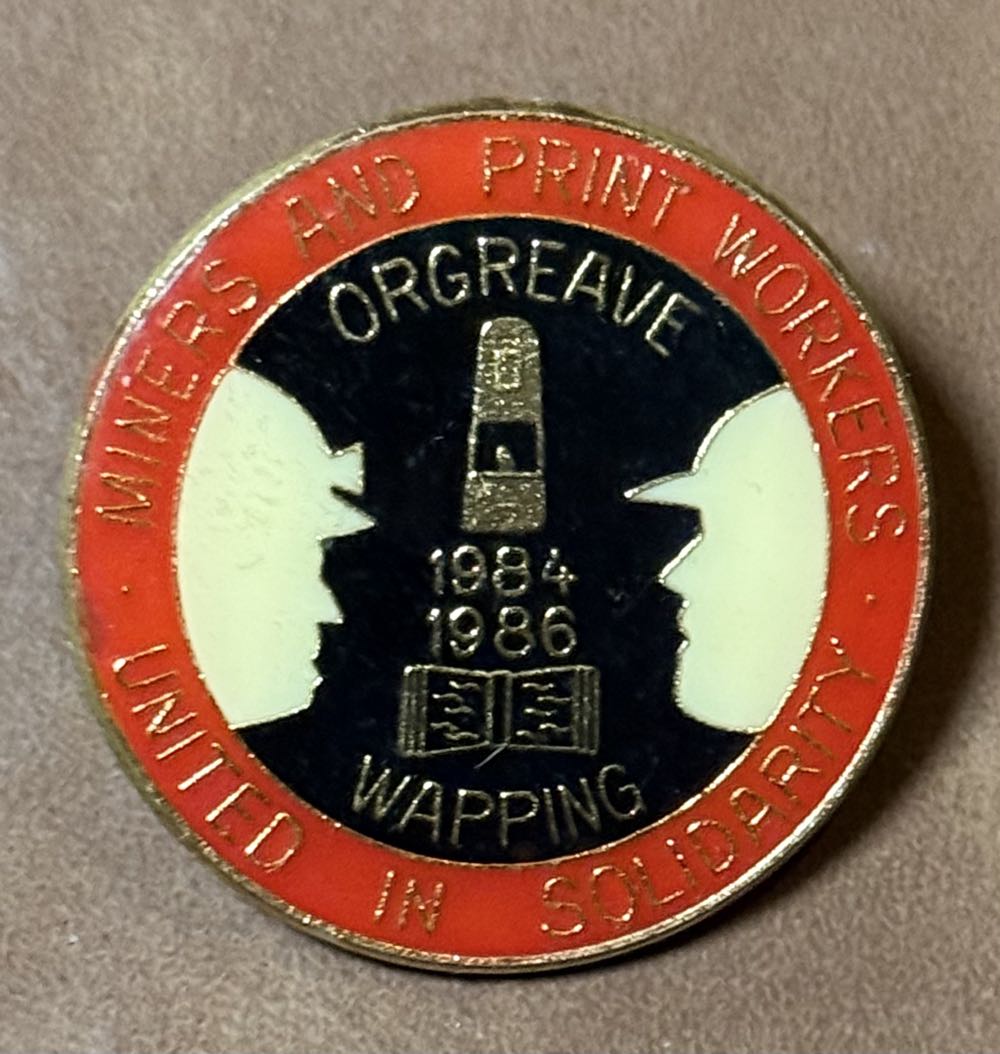 MINERS AND PRINT WORKERS
ORGREAVE
1984
1986
WAPPING
UNITED IN SOLIDARITY